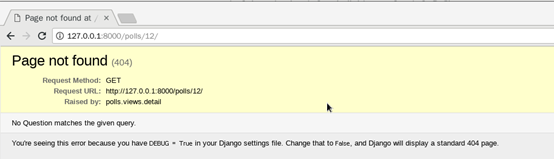 Page not found at /
127.0.0.1:8000/polls/12/
Page not found (404)
Request Method: GET
Request URL: http://127.0.0.1:8000/polls/12/
Raised by: polls.views.detail
No Question matches the given query.
You're seeing this error because you have DEBUG = True in your Django settings file. Change that to False, and Django will display a standard 404 page.